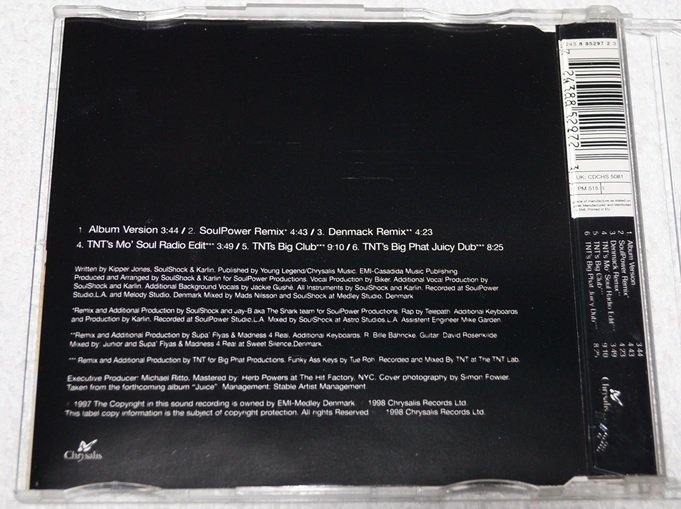 1. Album Version 3:44 / 2. SoulPower Remix* 4:43 / 3. Denmack Remix** 4:23
4. TNT's Mo' Soul Radio Edit*** 3:49 / 5. TNTs Big Club*** 9:10 / 6. TNT's Big Phat Juicy Dub*** 8:25
Written by Kipper Jones, SoulShock & Karlin. Published by Young Legend/Chrysalis Music. EMI-Casadida Music Publishing.
Produced and Arranged by SoulShock & Karlin for SoulPower Productions. Vocal Production by Biker. Additional Vocal Production by
SoulShock and Karlin. Additional Background Vocals by Jackie Gushé. All Instruments by SoulShock and Karlin. Recorded at SoulPower
Studio,L.A. and Melody Studio, Denmark Mixed by Mads Nilsson and SoulShock at Medley Studio, Denmark
*Remix and Additional Production by SoulShock and Jay-B aka The Shark team for SoulPower Productions. Rap by Telepath. Additional Keyboards
and Production by Karlin. Recorded at SoulPower Studio,L.A. Mixed by SoulShock at Astro Studios,L.A. Assistent Engineer Mike Garden.
**Remix and Additional Production by Supa' Flyas & Madness 4 Real. Additional Keyboards. R. Bille Bähncke. Guitar David Rosenkilde
Mixed by: Junior and Supa' Flyas & Madness 4 Real at Sweet Silence,Denmark.
*** Remix and Additional Production by TNT for Big Phat Productions. Funky Ass Keys by Tue Röh. Recorded and Mixed By TNT at The TNT Lab.
Executive Producer: Michael Ritto, Mastered by Herb Powers at The Hit Factory, NYC. Cover photography by Simon Fowler.
Taken from the forthcoming album "Juice" Management: Stable Artist Management
1997 The Copyright in this sound recording is owned by EMI-Medley Denmark. 1998 Chrysalis Records Ltd.
This label copy information is the subject of copyright protection. All rights Reserved 1998 Chrysalis Records Ltd.
Chrysalis
7 24388 52972 3
UK: CDCHS 5081
PM 515
1. Album Version 3:44
2. SoulPower Remix* 4:43
3. Denmack Remix** 4:23
4. TNT's Mo' Soul Radio Edit*** 3:49
5. TNT's Big Club*** 9:10
6. TNT's Big Phat Juicy Dub*** 8:25
Chrysalis